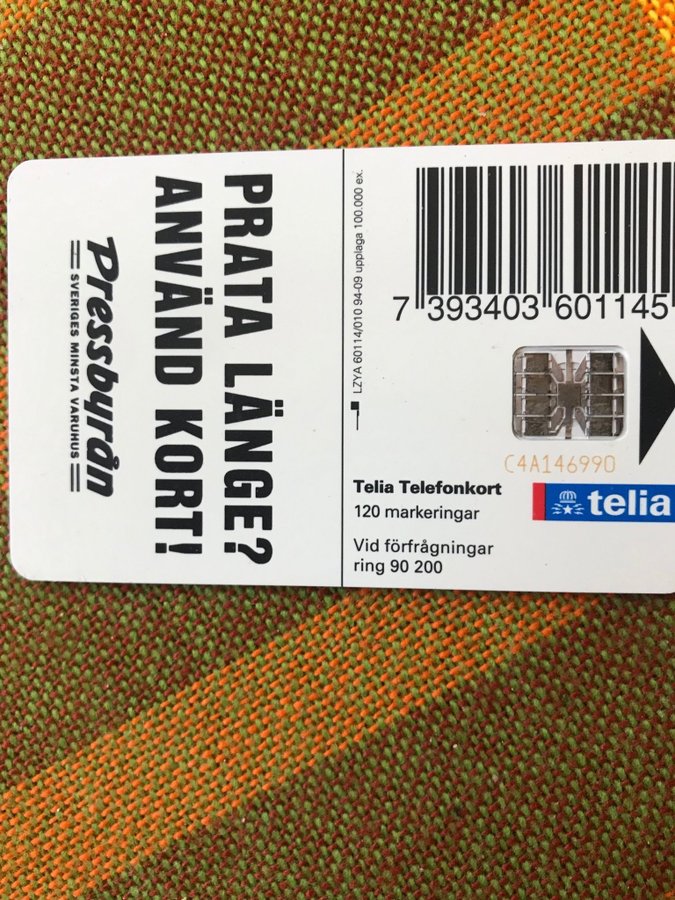 PRATA LÄNGE?
ANVÄND KORT!
Pressbyrån
SVERIGES MINSTA VARUHUS
LZYA 60114/010 94-09 upplaga 100.000 ex.
7 393403 601145
C4A146990
Telia Telefonkort
120 markeringar
telia
Vid förfrågningar
ring 90 200